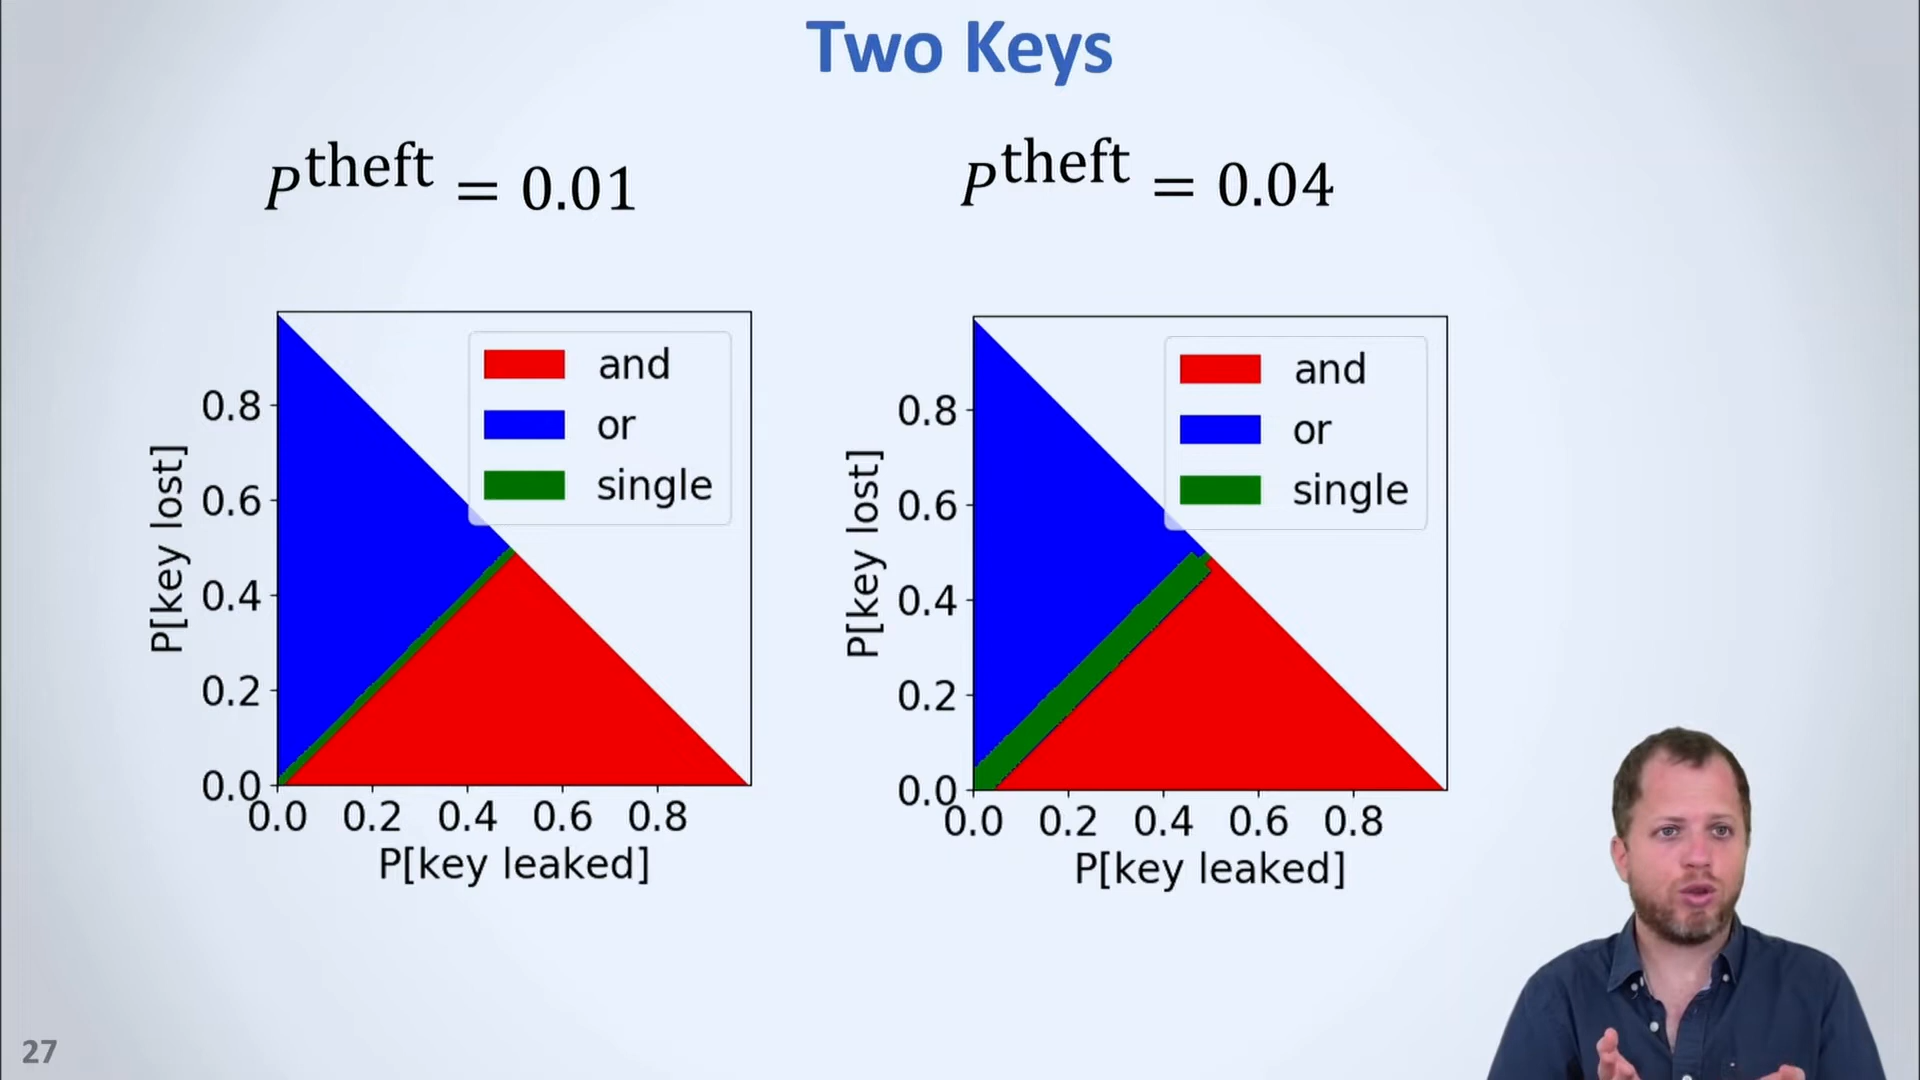 Two Keys
P^theft = 0.01
P^theft = 0.04
and
or
single
P[key lost]
0.8
0.6
0.4
0.2
0.0
0.0 0.2 0.4 0.6 0.8
P[key leaked]
and
or
single
P[key lost]
0.8
0.6
0.4
0.2
0.0
0.0 0.2 0.4 0.6 0.8
P[key leaked]
27